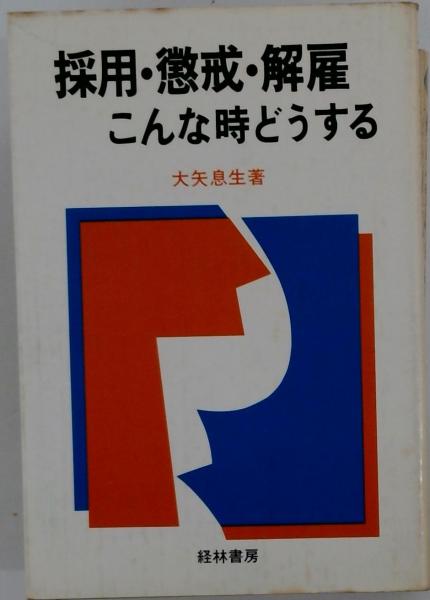 採用・懲戒・解雇
こんな時どうする
大矢息生著
経林書房